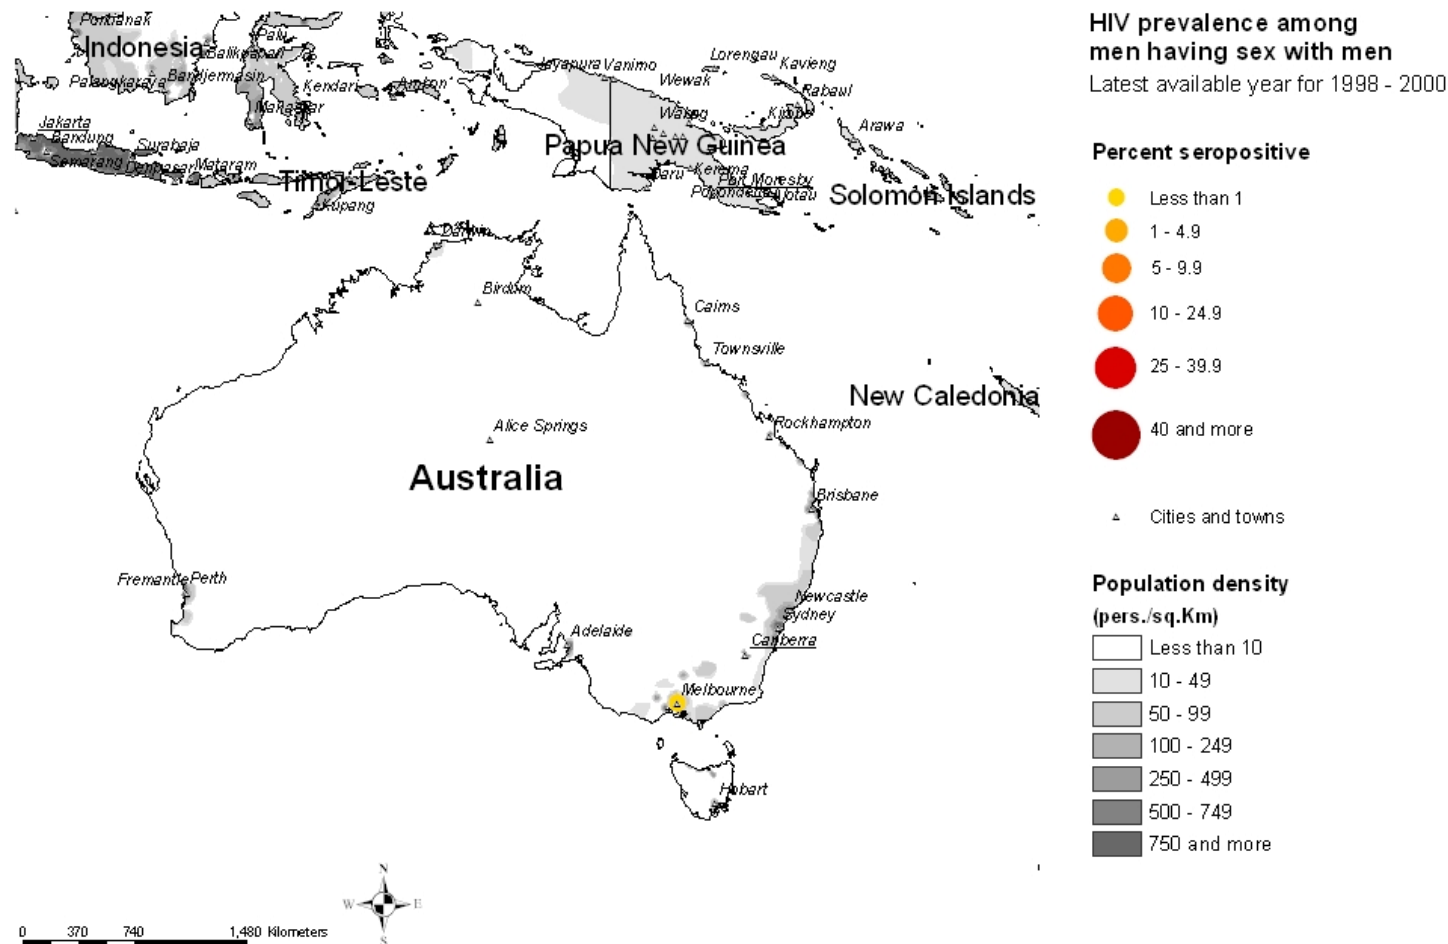 HIV prevalence among
men having sex with men
Latest available year for 1998 - 2000
Percent seropositive
Less than 1
1 - 4.9
5 - 9.9
10 - 24.9
25 - 39.9
40 and more
Cities and towns
Population density
(pers./sq.Km)
Less than 10
10 - 49
50 - 99
100 - 249
250 - 499
500 - 749
750 and more
Pontianak
Indonesia
Palu
Balikpapan
Palangkaraya
Bandjermasin
Kendari
Ambon
Makassar
Jayapura
Vanimo
Wewak
Lorengau
Kavieng
Rabaul
Kimbe
Arawa
Jakarta
Bandung
Semarang
Surabaja
Denpasar
Mataram
Timor-Leste
Kupang
Papua New Guinea
Daru
Kerema
Port Moresby
Popondetta
Solomon Islands
Darwin
Birdum
Cairns
Townsville
New Caledonia
Rockhampton
Alice Springs
Australia
Brisbane
Fremantle
Perth
Newcastle
Sydney
Canberra
Adelaide
Melbourne
Hobart
N
W
E
S
0 370 740 1,480 Kilometers